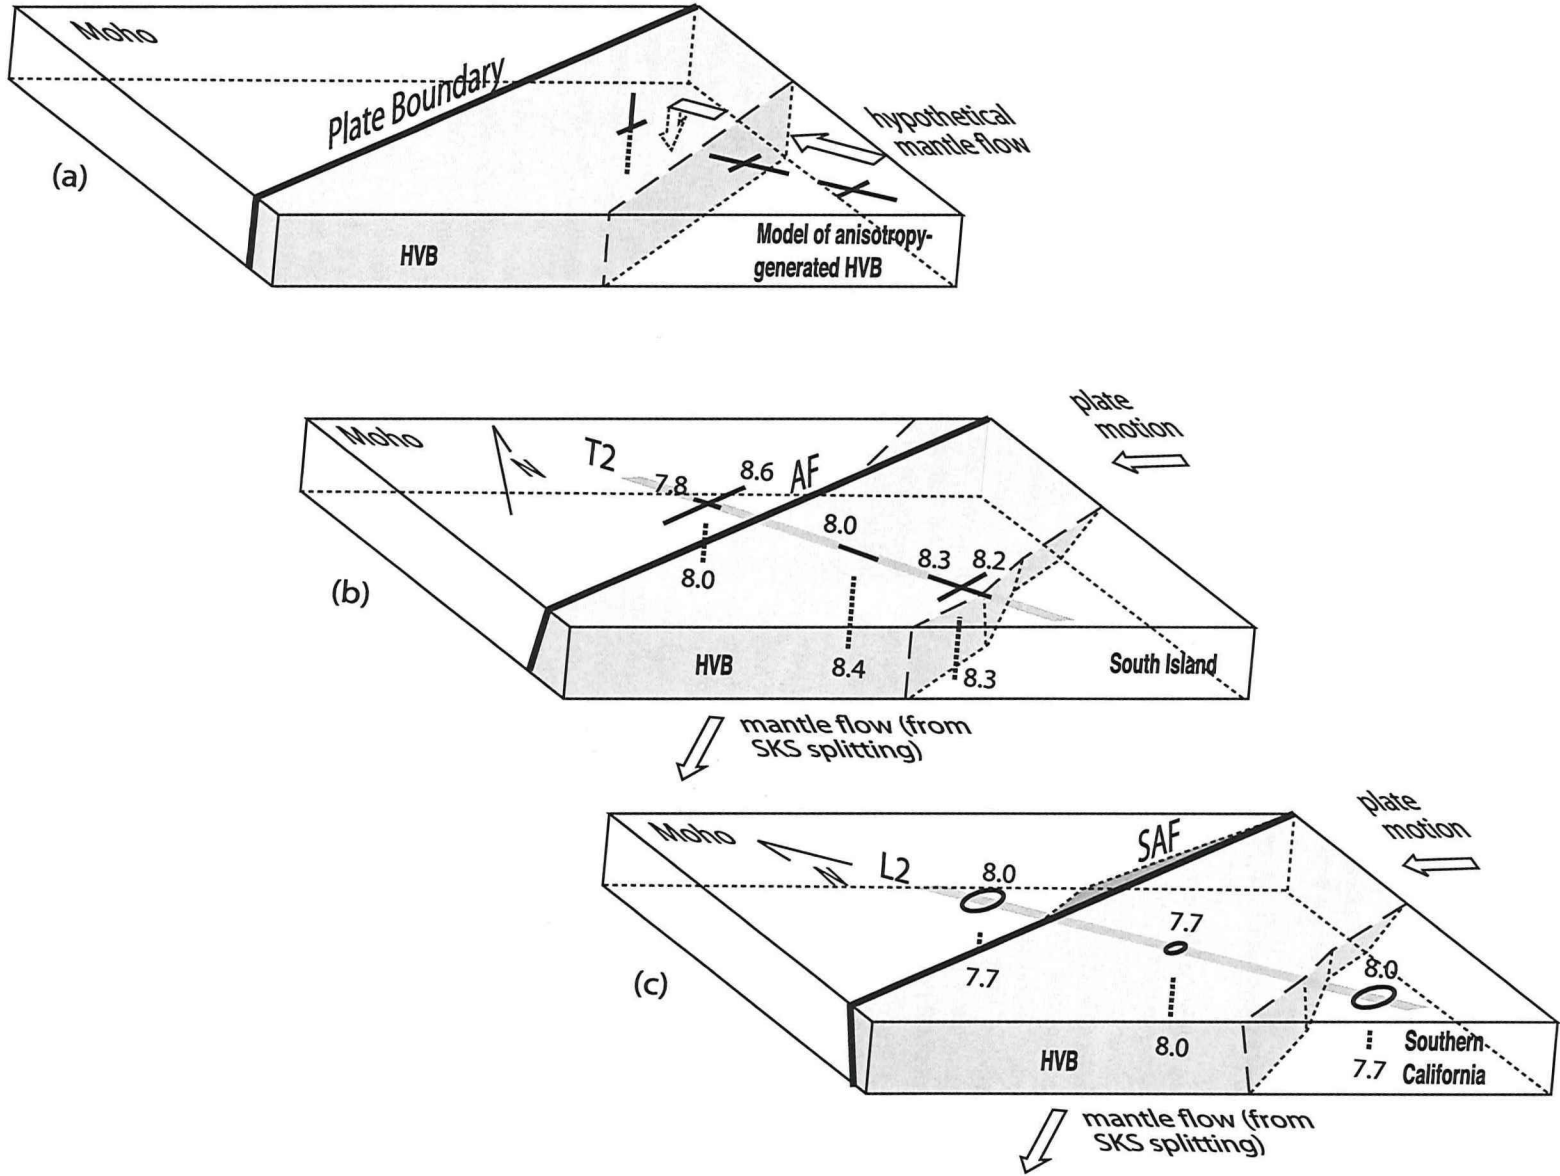 Moho
Plate Boundary
hypothetical
mantle flow
(a)
HVB
Model of anisotropy-
generated HVB
plate
motion
Moho
N
T2
7.8
8.6
AF
8.0
8.3
8.2
8.0
(b)
HVB
8.4
8.3
South Island
mantle flow (from
SKS splitting)
plate
motion
Moho
N
L2
8.0
SAF
7.7
7.7
8.0
(c)
HVB
8.0
7.7
Southern
California
mantle flow (from
SKS splitting)